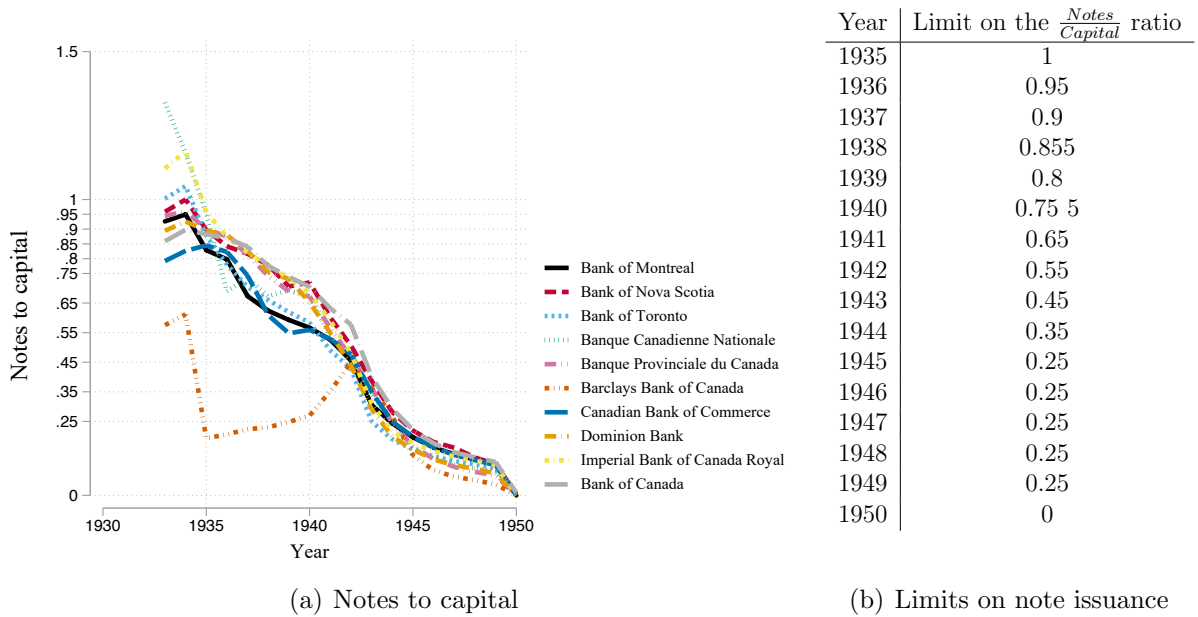 1.5
1
.95
.9
.85
.8
.75
.65
.55
.45
.35
.25
0
Notes to capital
1930 1935 1940 1945 1950
Year
Bank of Montreal
Bank of Nova Scotia
Bank of Toronto
Banque Canadienne Nationale
Banque Provinciale du Canada
Barclays Bank of Canada
Canadian Bank of Commerce
Dominion Bank
Imperial Bank of Canada Royal
Bank of Canada
(a) Notes to capital
Year Limit on the Notes/Capital ratio
1935 1
1936 0.95
1937 0.9
1938 0.855
1939 0.8
1940 0.75 5
1941 0.65
1942 0.55
1943 0.45
1944 0.35
1945 0.25
1946 0.25
1947 0.25
1948 0.25
1949 0.25
1950 0
(b) Limits on note issuance